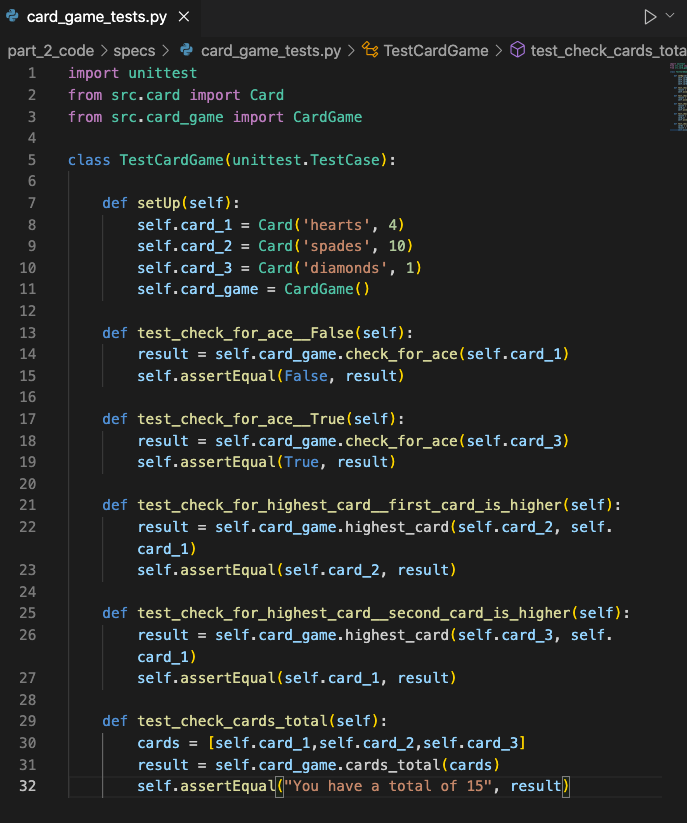 card_game_tests.py
part_2_code > specs > card_game_tests.py > TestCardGame > test_check_cards_tota
1 import unittest
2 from src.card import Card
3 from src.card_game import CardGame
4
5 class TestCardGame(unittest.TestCase):
6
7 def setUp(self):
8 self.card_1 = Card('hearts', 4)
9 self.card_2 = Card('spades', 10)
10 self.card_3 = Card('diamonds', 1)
11 self.card_game = CardGame()
12
13 def test_check_for_ace__False(self):
14 result = self.card_game.check_for_ace(self.card_1)
15 self.assertEqual(False, result)
16
17 def test_check_for_ace__True(self):
18 result = self.card_game.check_for_ace(self.card_3)
19 self.assertEqual(True, result)
20
21 def test_check_for_highest_card__first_card_is_higher(self):
22 result = self.card_game.highest_card(self.card_2, self.
card_1)
23 self.assertEqual(self.card_2, result)
24
25 def test_check_for_highest_card__second_card_is_higher(self):
26 result = self.card_game.highest_card(self.card_3, self.
card_1)
27 self.assertEqual(self.card_1, result)
28
29 def test_check_cards_total(self):
30 cards = [self.card_1,self.card_2,self.card_3]
31 result = self.card_game.cards_total(cards)
32 self.assertEqual("You have a total of 15", result)